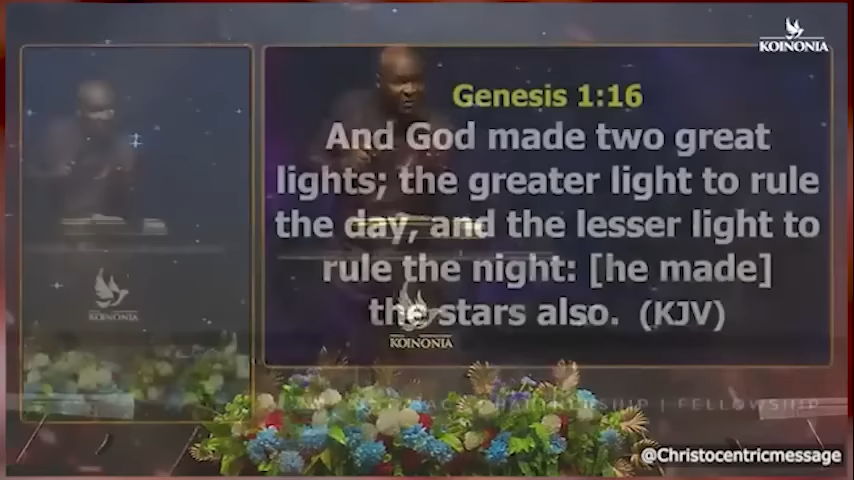 KOINONIA
Genesis 1:16
And God made two great
lights; the greater light to rule
the day, and the lesser light to
rule the night: [he made]
the stars also. (KJV)
KOINONIA
KOINONIA
| FELLOWSHIP
@Christocentricmessage